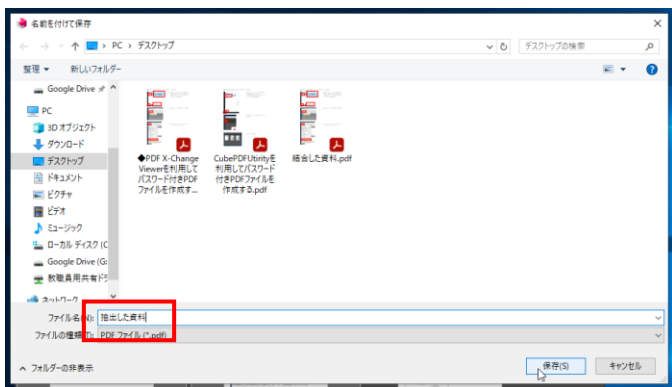 名前を付けて保存
PC › デスクトップ
デスクトップの検索
整理 新しいフォルダー
Google Drive
PC
3D オブジェクト
ダウンロード
デスクトップ
ドキュメント
ピクチャ
ビデオ
ミュージック
ローカル ディスク (C
Google Drive (G:
教職員用共有ドラ
ネットワーク
◆PDF X-Change
Viewerを利用して
パスワード付きPDF
ファイルを作成す...
CubePDFUtirityを
利用してパスワード
付きPDFファイルを
作成する.pdf
結合した資料.pdf
ファイル名(N): 抽出した資料
ファイルの種類(T): PDF ファイル (*.pdf)
フォルダーの非表示
保存(S) キャンセル